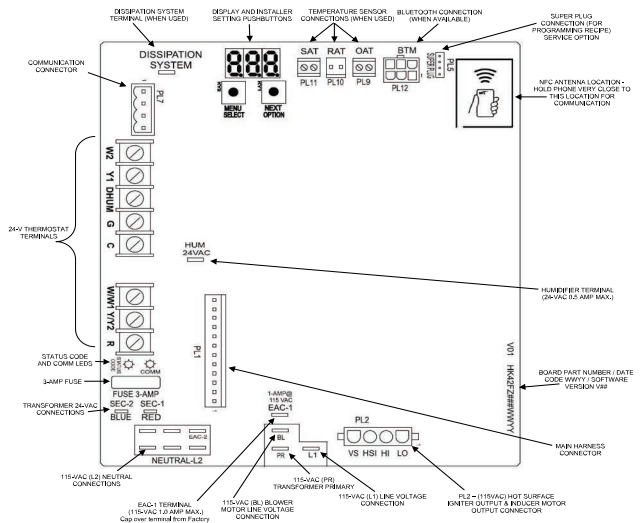 DISSIPATION SYSTEM
TERMINAL (WHEN USED)
DISPLAY AND INSTALLER
SETTING PUSHBUTTONS
TEMPERATURE SENSOR
CONNECTIONS (WHEN USED)
BLUETOOTH CONNECTION
(WHEN AVAILABLE)
SUPER PLUG
CONNECTION (FOR
PROGRAMMING RECIPE)
SERVICE OPTION
COMMUNICATION
CONNECTOR
DISSIPATION
SYSTEM
8.8.8.
SAT
RAT
OAT
BTM
PL11
PL10
PL9
PL12
SUPER PLUG
PL5
MENU
SELECT
NEXT
OPTION
PL7
NFC ANTENNA LOCATION -
HOLD PHONE VERY CLOSE TO
THIS LOCATION FOR
COMMUNICATION
W2
Y1
DHUM
G
C
24-V THERMOSTAT
TERMINALS
HUM
24VAC
HUMIDIFIER TERMINAL
(24-VAC 0.5 AMP MAX.)
W/W1
Y/Y2
R
PL1
STATUS CODE
AND COMM LEDS
STATUS
CODE
COMM
3-AMP FUSE
FUSE 3-AMP
V01 HK42FZ###WWYY
BOARD PART NUMBER / DATE
CODE WWYY / SOFTWARE
VERSION V##
TRANSFORMER 24-VAC
CONNECTIONS
SEC-2
SEC-1
BLUE
RED
1-AMP@
115 VAC
EAC-1
EAC-2
NEUTRAL-L2
BL
PR
L1
PL2
VS
HSI
HI
LO
MAIN HARNESS
CONNECTOR
115-VAC (L2) NEUTRAL
CONNECTIONS
EAC-1 TERMINAL
(115-VAC 1.0 AMP MAX.)
Cap over terminal from Factory
115-VAC (BL) BLOWER
MOTOR LINE VOLTAGE
CONNECTION
115-VAC (PR)
TRANSFORMER PRIMARY
115-VAC (L1) LINE VOLTAGE
CONNECTION
PL2 – (115VAC) HOT SURFACE
IGNITER OUTPUT & INDUCER MOTOR
OUTPUT CONNECTOR